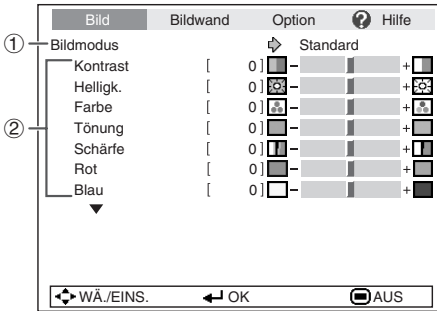 Bild Bildwand Option ? Hilfe
① Bildmodus Standard
② Kontrast [ 0 ] - +
Helligk. [ 0 ] - +
Farbe [ 0 ] - +
Tönung [ 0 ] - +
Schärfe [ 0 ] - +
Rot [ 0 ] - +
Blau [ 0 ] - +
WÄ./EINS. OK AUS